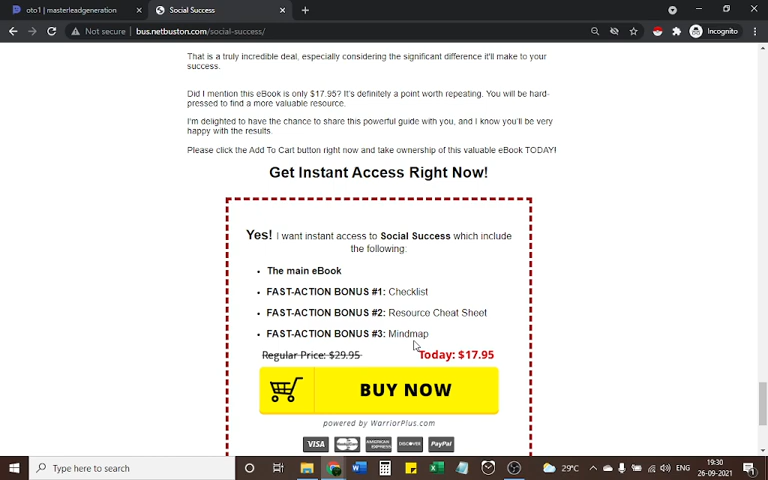 oto1 | masterleadgeneration
Social Success
Not secure | bus.netbuston.com/social-success/
Incognito
That is a truly incredible deal, especially considering the significant difference it'll make to your
success.
Did I mention this eBook is only $17.95? It's definitely a point worth repeating. You will be hard-
pressed to find a more valuable resource.
I'm delighted to have the chance to share this powerful guide with you, and I know you'll be very
happy with the results.
Please click the Add To Cart button right now and take ownership of this valuable eBook TODAY!
Get Instant Access Right Now!
Yes! I want instant access to Social Success which include
the following:
• The main eBook
• FAST-ACTION BONUS #1: Checklist
• FAST-ACTION BONUS #2: Resource Cheat Sheet
• FAST-ACTION BONUS #3: Mindmap
Regular Price: $29.95 Today: $17.95
BUY NOW
powered by WarriorPlus.com
VISA MasterCard AMERICAN EXPRESS DISCOVER PayPal
Type here to search
29°C
ENG
19:30
26-09-2021